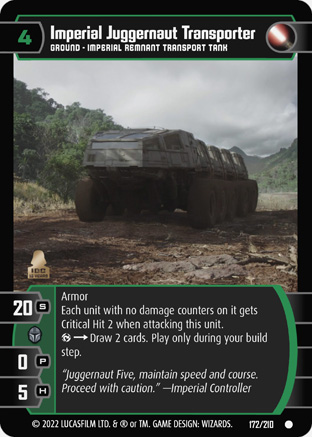 4
Imperial Juggernaut Transporter
GROUND - IMPERIAL REMNANT TRANSPORT TANK
IDC
20 S
Armor
Each unit with no damage counters on it gets
Critical Hit 2 when attacking this unit.
→ Draw 2 cards. Play only during your build
step.
0 P
5 H
"Juggernaut Five, maintain speed and course.
Proceed with caution." —Imperial Controller
© 2022 LUCASFILM LTD. & ® or TM. GAME DESIGN: WIZARDS.
172/210